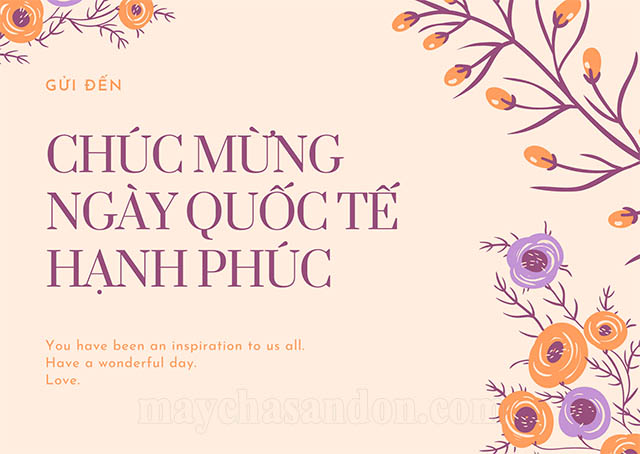 GỬI ĐẾN
CHÚC MỪNG
NGÀY QUỐC TẾ
HẠNH PHÚC
You have been an inspiration to us all.
Have a wonderful day.
Love.
maychasandon.com